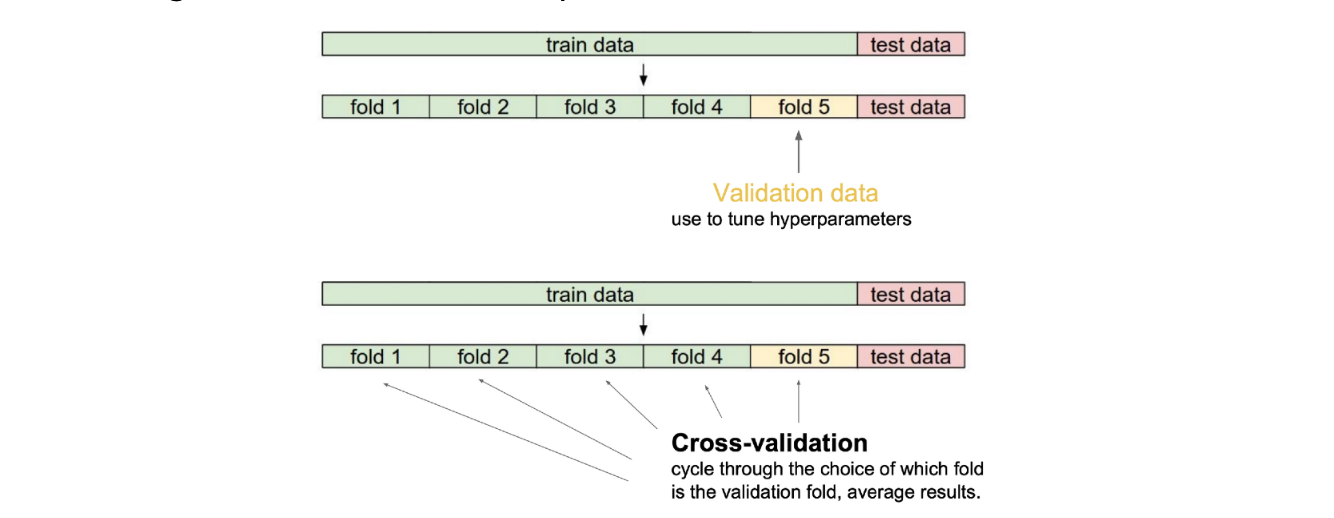 train data test data
fold 1 fold 2 fold 3 fold 4 fold 5 test data
Validation data
use to tune hyperparameters
train data test data
fold 1 fold 2 fold 3 fold 4 fold 5 test data
Cross-validation
cycle through the choice of which fold
is the validation fold, average results.